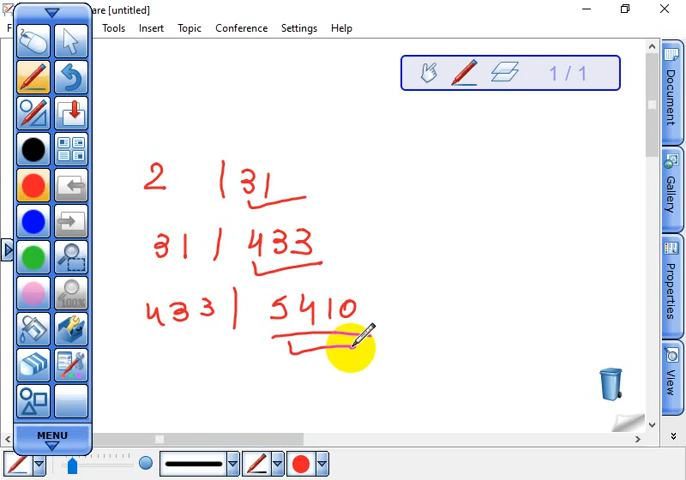 are [untitled]
F
Tools Insert Topic Conference Settings Help
1 / 1
2 | 31
31 | 433
433 | 5410
100%
MENU
Document
Gallery
Properties
View